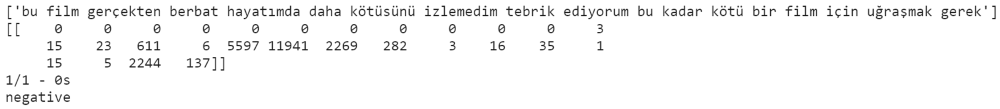 ['bu film gerçekten berbat hayatımda daha kötüsünü izlemedim tebrik ediyorum bu kadar kötü bir film için uğraşmak gerek']
[[    0     0     0     0     0     0     0     0     0     0     0     3
     15    23   611     6  5597 11941  2269   282     3    16    35     1
     15     5  2244   137]]
1/1 - 0s
negative